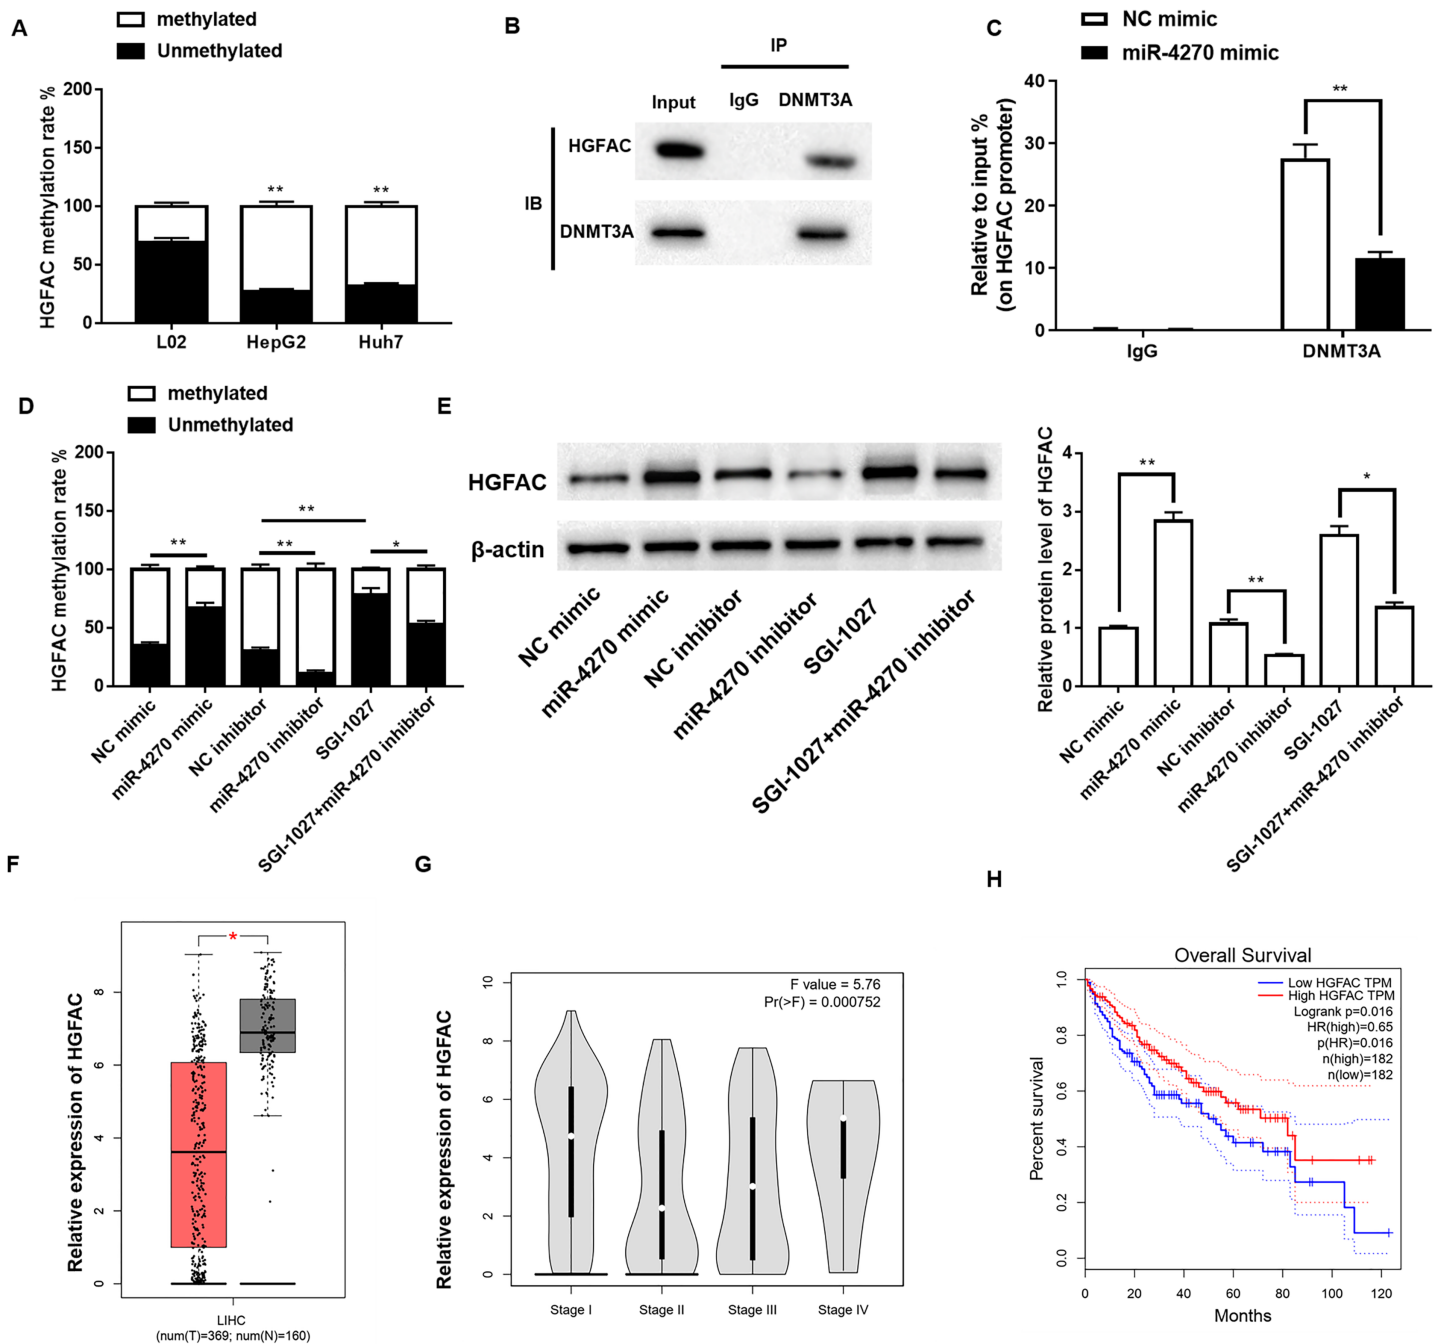 A
methylated
Unmethylated
HGFAC methylation rate %
200
150
100
50
0
**
**
L02
HepG2
Huh7
B
IP
Input
IgG
DNMT3A
IB
HGFAC
DNMT3A
C
NC mimic
miR-4270 mimic
Relative to input %
(on HGFAC promoter)
40
30
20
10
0
**
IgG
DNMT3A
D
methylated
Unmethylated
HGFAC methylation rate %
200
150
100
50
0
**
**
**
*
NC mimic
miR-4270 mimic
NC inhibitor
miR-4270 inhibitor
SGI-1027
SGI-1027+miR-4270 inhibitor
E
HGFAC
β-actin
NC mimic
miR-4270 mimic
NC inhibitor
miR-4270 inhibitor
SGI-1027
SGI-1027+miR-4270 inhibitor
Relative protein level of HGFAC
4
3
2
1
0
**
**
*
NC mimic
miR-4270 mimic
NC inhibitor
miR-4270 inhibitor
SGI-1027
SGI-1027+miR-4270 inhibitor
F
Relative expression of HGFAC
8
6
4
2
0
*
LIHC
(num(T)=369; num(N)=160)
G
Relative expression of HGFAC
10
8
6
4
2
0
F value = 5.76
Pr(>F) = 0.000752
Stage I
Stage II
Stage III
Stage IV
H
Overall Survival
Percent survival
1.0
0.8
0.6
0.4
0.2
0.0
Low HGFAC TPM
High HGFAC TPM
Logrank p=0.016
HR(high)=0.65
p(HR)=0.016
n(high)=182
n(low)=182
0
20
40
60
80
100
120
Months